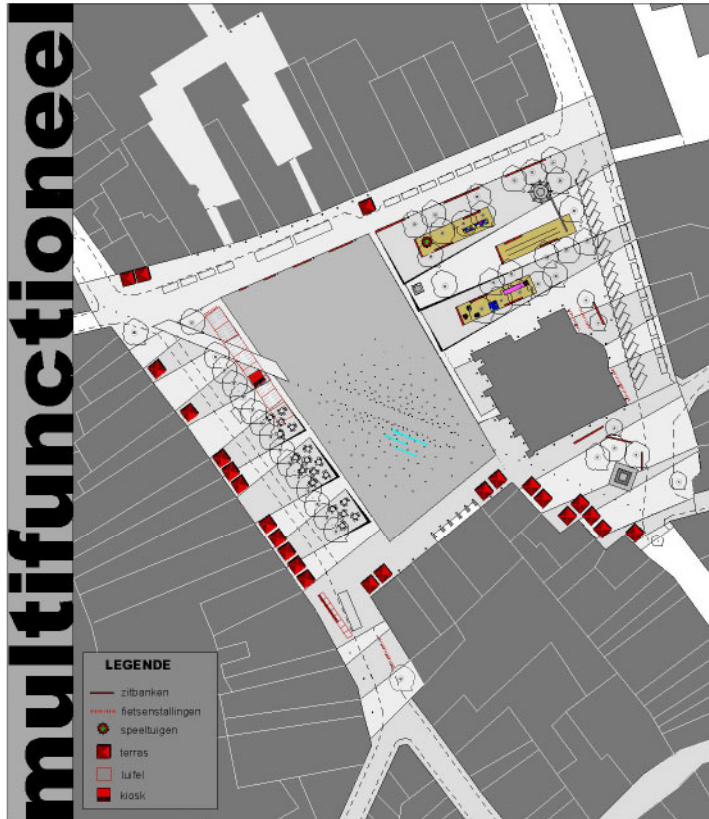 multifunctioneel
LEGENDE
zitbanken
fietsenstallingen
speeltuigen
terras
luifel
kiosk